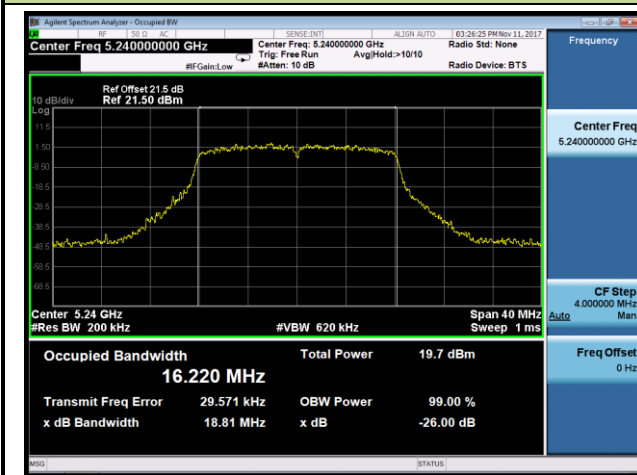 Agilent Spectrum Analyzer - Occupied BW
RF 50 Ω AC SENSE:INT ALIGN AUTO 03:26:25 PM Nov 11, 2017
Center Freq 5.240000000 GHz
Center Freq: 5.240000000 GHz
Radio Std: None
Trig: Free Run Avg|Hold:>10/10
#IFGain:Low #Atten: 10 dB
Radio Device: BTS
Frequency
Ref Offset 21.5 dB
10 dB/div Ref 21.50 dBm
Log
11.5
1.50
-8.50
-18.5
-28.5
-38.5
-48.5
-58.5
-68.5
Center Freq
5.240000000 GHz
Center 5.24 GHz Span 40 MHz
#Res BW 200 kHz #VBW 620 kHz Sweep 1 ms
CF Step
4.000000 MHz
Auto Man
Occupied Bandwidth Total Power 19.7 dBm
16.220 MHz
Transmit Freq Error 29.571 kHz OBW Power 99.00 %
x dB Bandwidth 18.81 MHz x dB -26.00 dB
Freq Offset
0 Hz
MSG STATUS